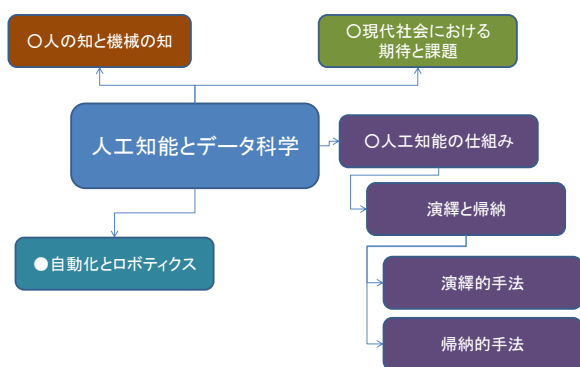 〇人の知と機械の知
〇現代社会における
期待と課題
人工知能とデータ科学
〇人工知能の仕組み
演繹と帰納
●自動化とロボティクス
演繹的手法
帰納的手法